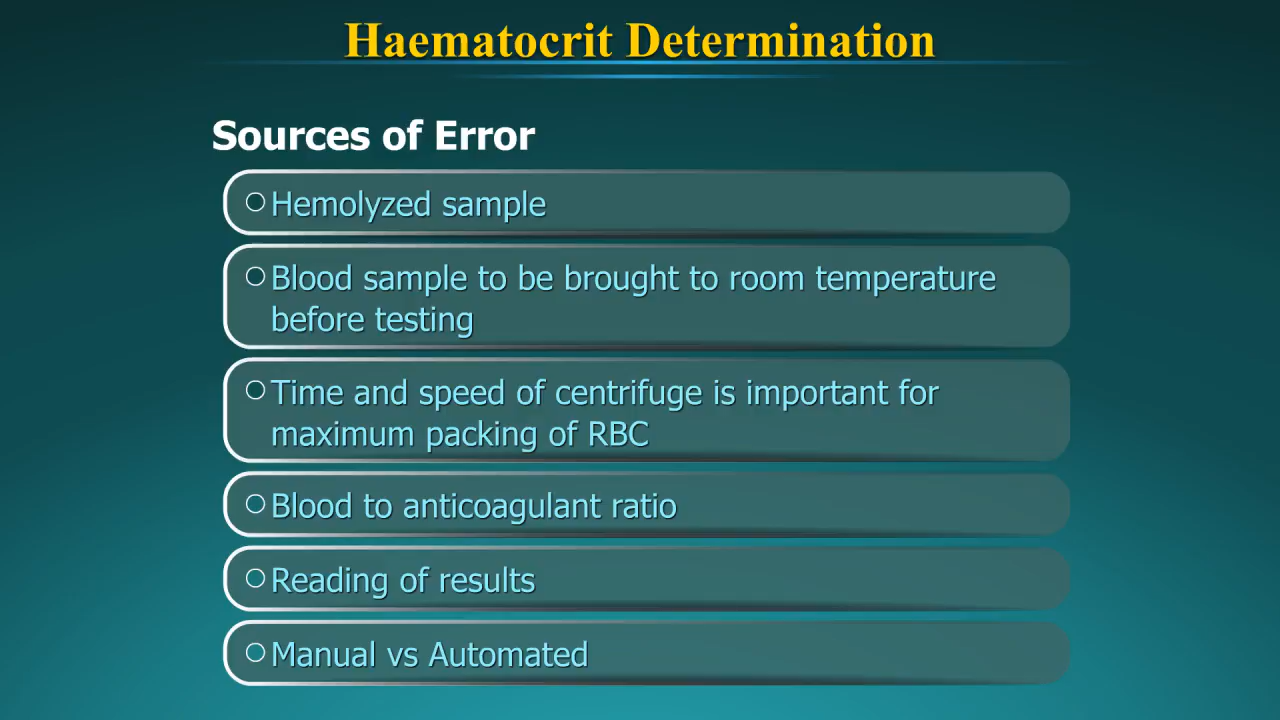 Haematocrit Determination
Sources of Error
Hemolyzed sample
Blood sample to be brought to room temperature
before testing
Time and speed of centrifuge is important for
maximum packing of RBC
Blood to anticoagulant ratio
Reading of results
Manual vs Automated